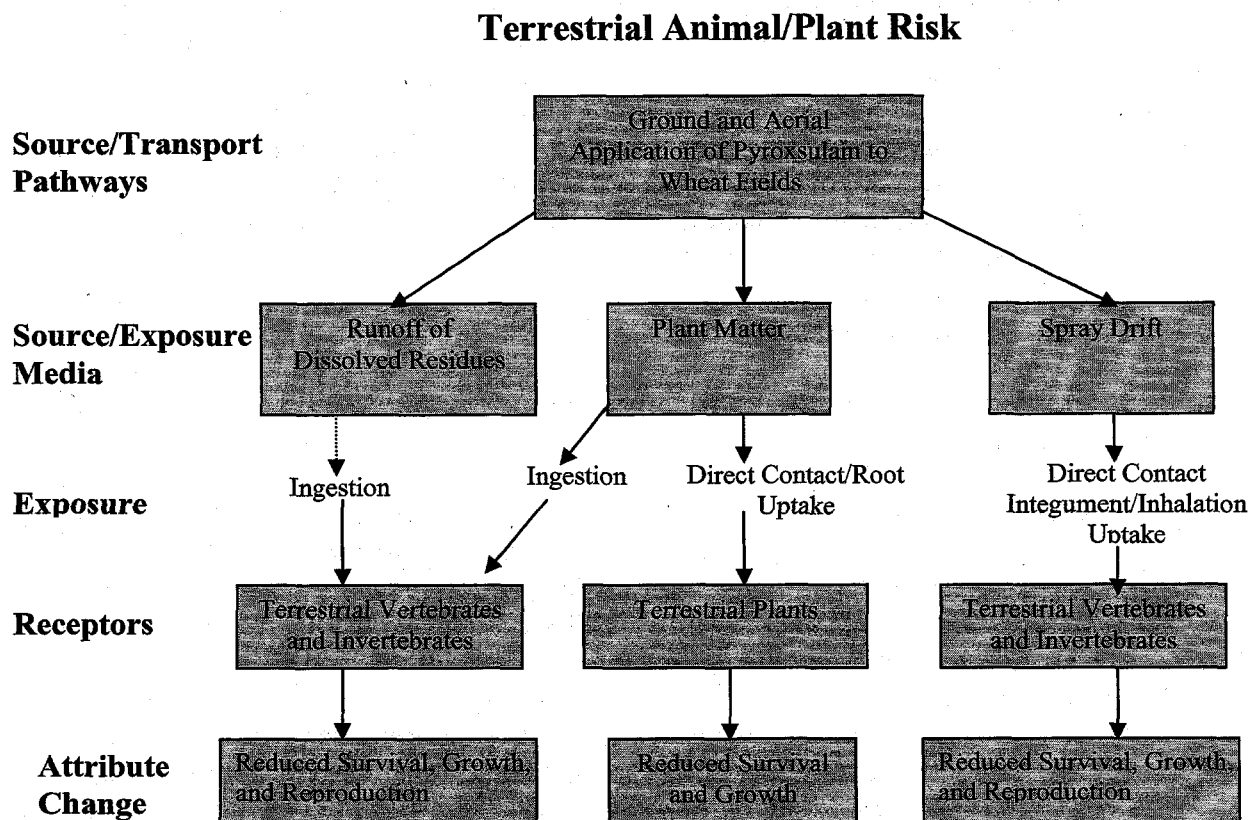 Terrestrial Animal/Plant Risk
Source/Transport
Pathways
Ground and Aerial
Application of Pyroxsulam to
Wheat Fields
Source/Exposure
Media
Runoff of
Dissolved Residues
Plant Matter
Spray Drift
Exposure
Ingestion
Ingestion
Direct Contact/Root
Uptake
Direct Contact
Integument/Inhalation
Uptake
Receptors
Terrestrial Vertebrates
and Invertebrates
Terrestrial Plants
Terrestrial Vertebrates
and Invertebrates
Attribute
Change
Reduced Survival, Growth,
and Reproduction
Reduced Survival
and Growth
Reduced Survival, Growth,
and Reproduction